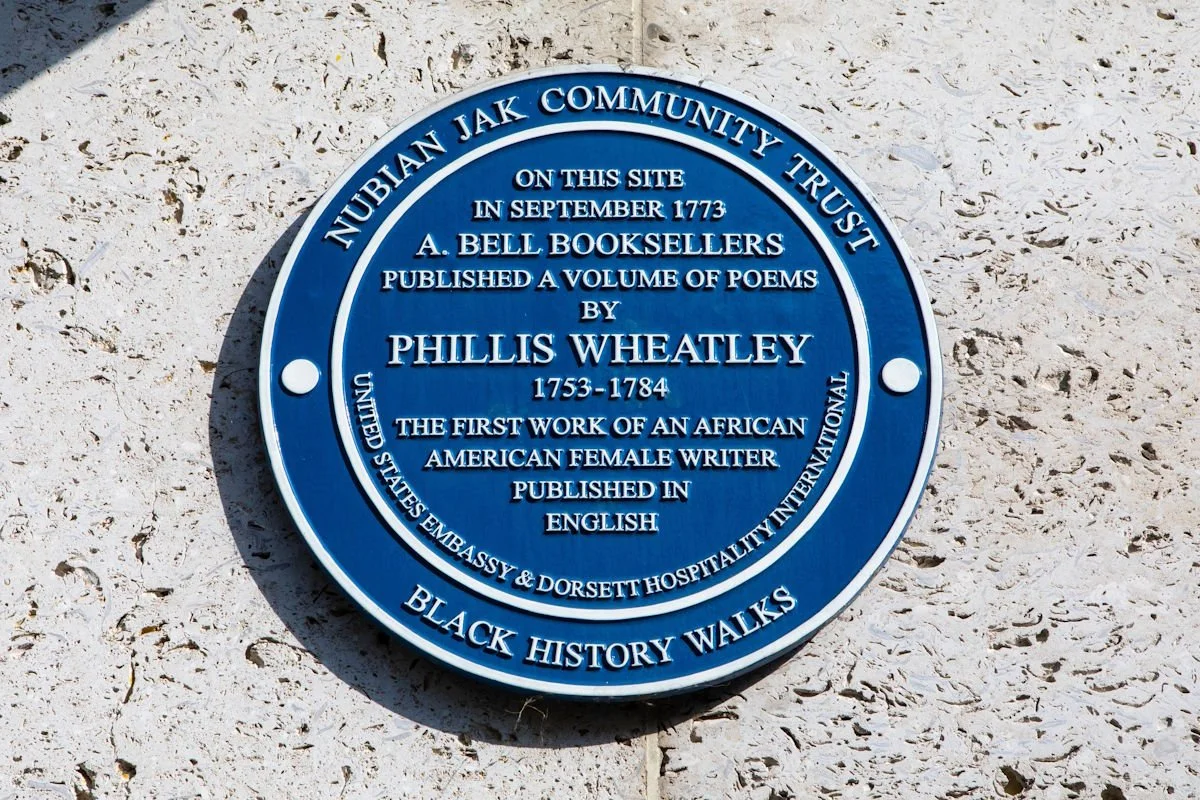 NUBIAN JAK COMMUNITY TRUST
ON THIS SITE
IN SEPTEMBER 1773
A. BELL BOOKSELLERS
PUBLISHED A VOLUME OF POEMS
BY
PHILLIS WHEATLEY
1753-1784
THE FIRST WORK OF AN AFRICAN
AMERICAN FEMALE WRITER
PUBLISHED IN
ENGLISH
UNITED STATES EMBASSY & DORSETT HOSPITALITY INTERNATIONAL
BLACK HISTORY WALKS